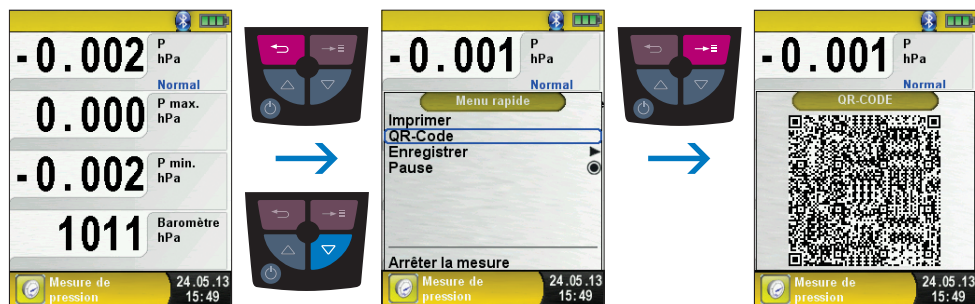 -0.002 P
hPa
Normal
0.000 P max.
hPa
-0.002 P min.
hPa
1011 Baromètre
hPa
Mesure de
pression
24.05.13
15:49
-0.001 P
hPa
Normal
Menu rapide
Imprimer
QR-Code
Enregistrer
Pause
Arrêter la mesure
Mesure de
pression
24.05.13
15:49
-0.001 P
hPa
Normal
QR-CODE
Mesure de
pression
24.05.13
15:49